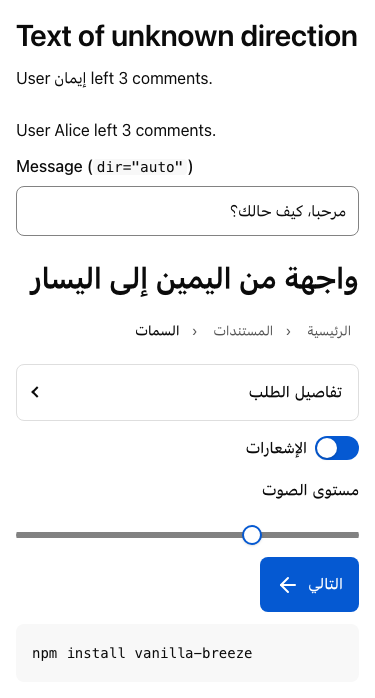 Text of unknown direction
User إيمان left 3 comments.
User Alice left 3 comments.
Message (dir="auto")
مرحبا، كيف حالك؟
واجهة من اليمين إلى اليسار
الرئيسية › المستندات › السمات
تفاصيل الطلب
الإشعارات
مستوى الصوت
التالي
npm install vanilla-breeze